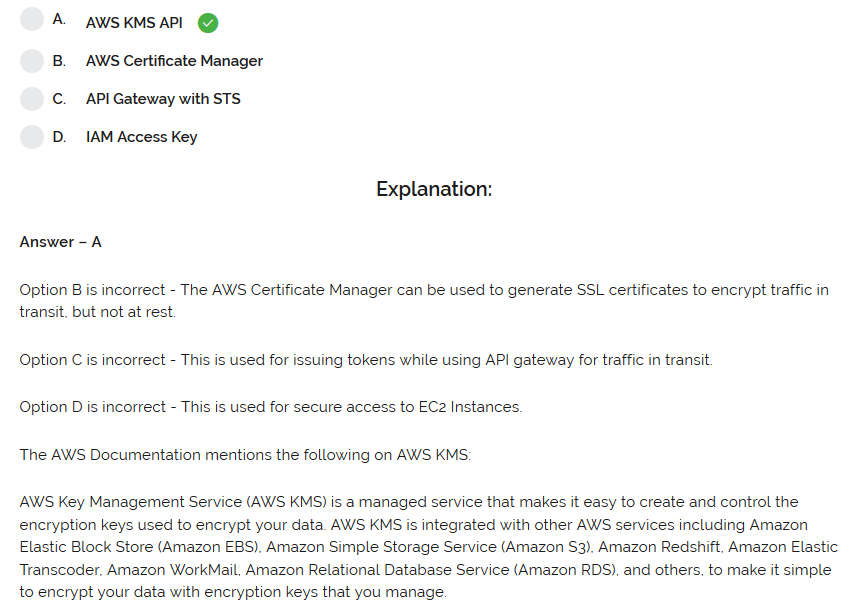 A. AWS KMS API
B. AWS Certificate Manager
C. API Gateway with STS
D. IAM Access Key
Explanation:
Answer – A
Option B is incorrect - The AWS Certificate Manager can be used to generate SSL certificates to encrypt traffic in
transit, but not at rest.
Option C is incorrect - This is used for issuing tokens while using API gateway for traffic in transit.
Option D is incorrect - This is used for secure access to EC2 Instances.
The AWS Documentation mentions the following on AWS KMS:
AWS Key Management Service (AWS KMS) is a managed service that makes it easy to create and control the
encryption keys used to encrypt your data. AWS KMS is integrated with other AWS services including Amazon
Elastic Block Store (Amazon EBS), Amazon Simple Storage Service (Amazon S3), Amazon Redshift, Amazon Elastic
Transcoder, Amazon WorkMail, Amazon Relational Database Service (Amazon RDS), and others, to make it simple
to encrypt your data with encryption keys that you manage.